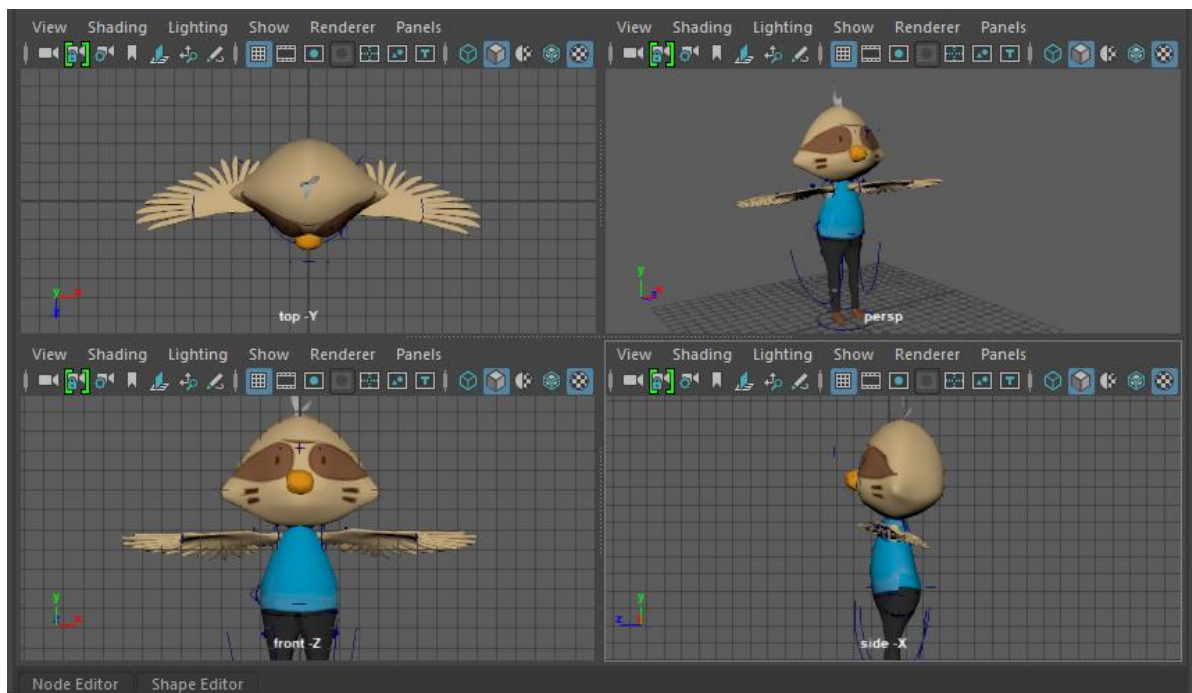 View Shading Lighting Show Renderer Panels
top -Y
View Shading Lighting Show Renderer Panels
persp
View Shading Lighting Show Renderer Panels
front -Z
View Shading Lighting Show Renderer Panels
side -X
Node Editor Shape Editor